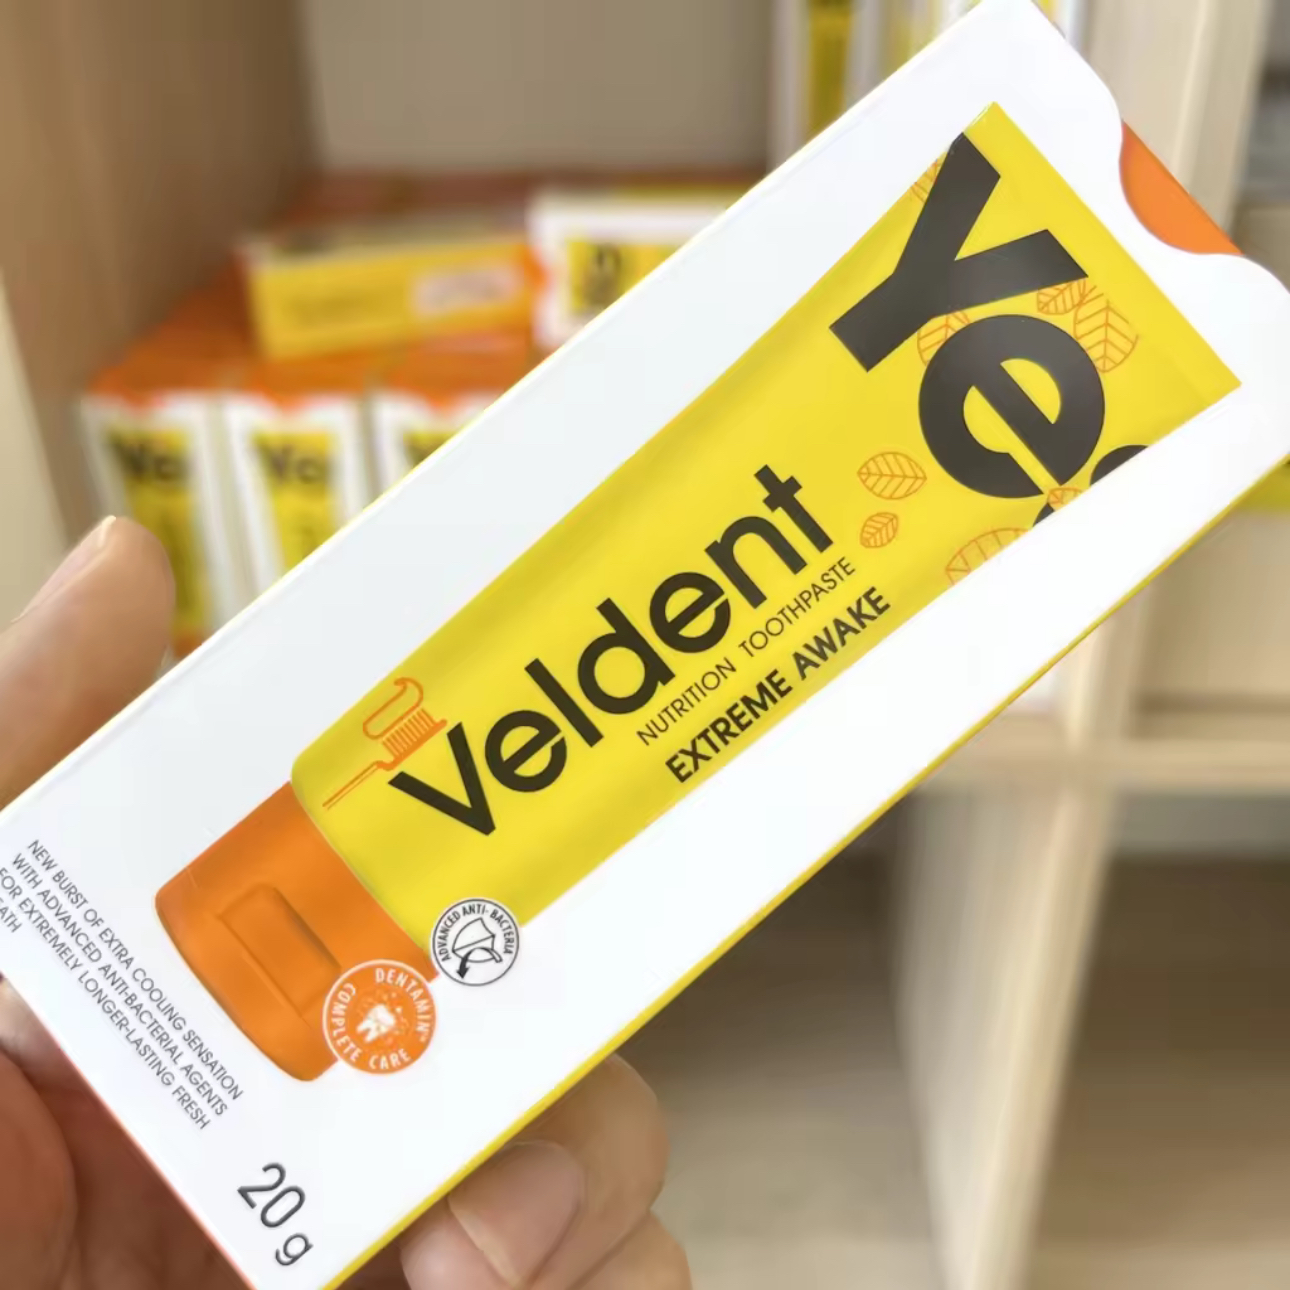 Ye
Veldent
NUTRITION TOOTHPASTE
EXTREME AWAKE
ADVANCED ANTI-BACTERIA
DENTAMIN®
COMPLETE CARE
NEW BURST OF EXTRA COOLING SENSATION
WITH ADVANCED ANTI-BACTERIAL AGENTS
FOR EXTREMELY LONGER-LASTING FRESH
20 g